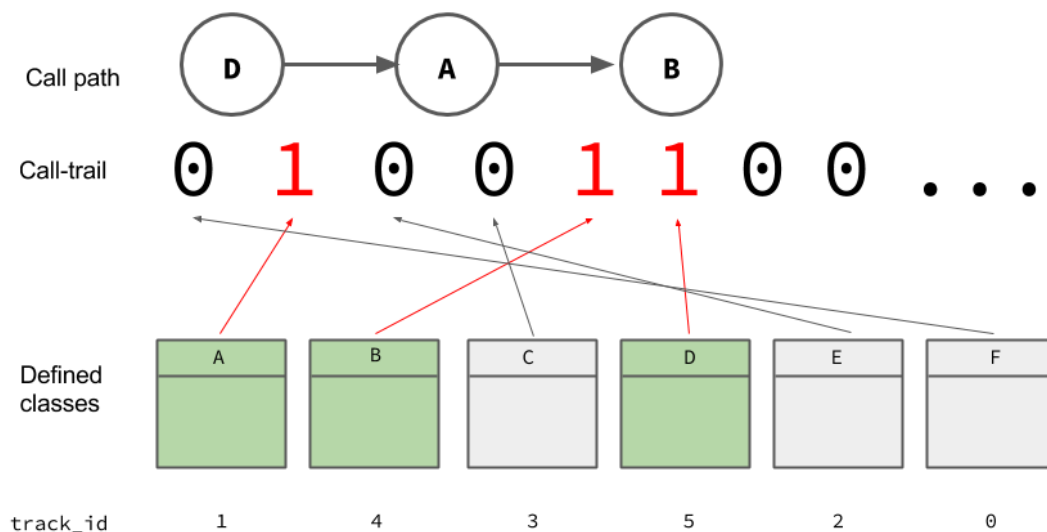 Call path D A B
Call-trail 0 1 0 0 1 1 0 0 ...
A B C D E F
Defined
classes
track_id 1 4 3 5 2 0